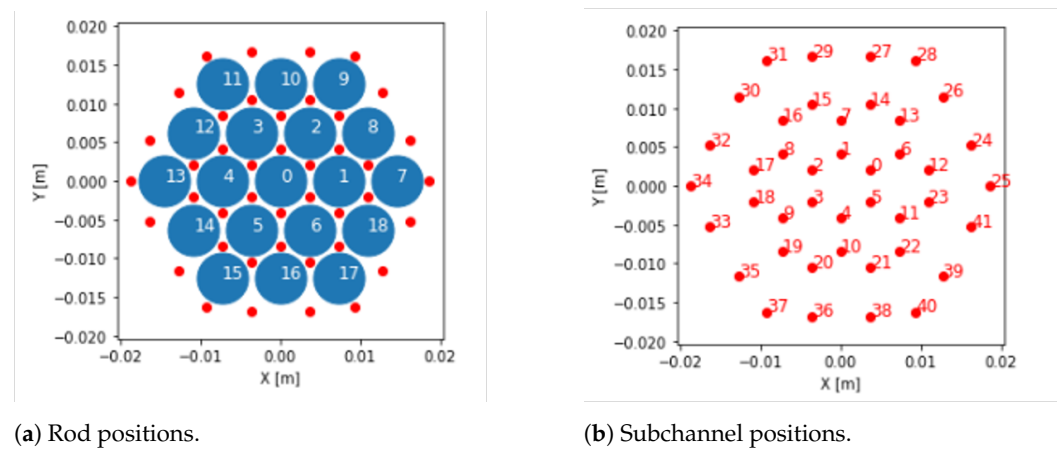 0.020
0.015
0.010
0.005
0.000
−0.005
−0.010
−0.015
−0.020
Y [m]
11 10 9
12 3 2 8
13 4 0 1 7
14 5 6 18
15 16 17
−0.02 −0.01 0.00 0.01 0.02
X [m]
(a) Rod positions.
0.020
0.015
0.010
0.005
0.000
−0.005
−0.010
−0.015
−0.020
Y [m]
31 29 27 28
30 15 14 26
16 7 13
32 8 1 6 24
17 2 0 12
34 25
18 3 5 23
33 9 4 11 41
19 10 22
35 20 21 39
37 36 38 40
−0.02 −0.01 0.00 0.01 0.02
X [m]
(b) Subchannel positions.